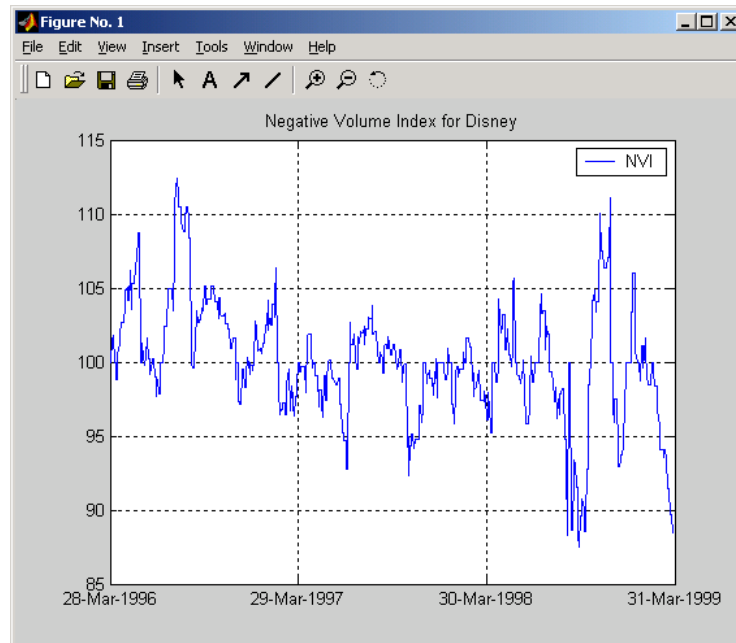 Figure No. 1
File Edit View Insert Tools Window Help
A
Negative Volume Index for Disney
NVI
115
110
105
100
95
90
85
28-Mar-1996 29-Mar-1997 30-Mar-1998 31-Mar-1999